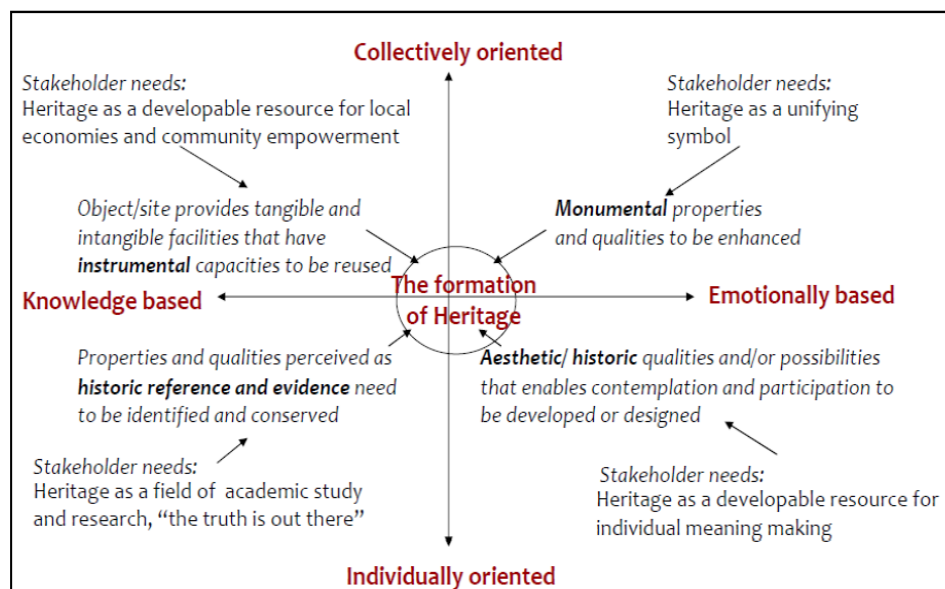 Collectively oriented
Stakeholder needs:
Heritage as a developable resource for local
economies and community empowerment
Stakeholder needs:
Heritage as a unifying
symbol
Object/site provides tangible and
intangible facilities that have
instrumental capacities to be reused
Monumental properties
and qualities to be enhanced
Knowledge based
The formation
of Heritage
Emotionally based
Properties and qualities perceived as
historic reference and evidence need
to be identified and conserved
Aesthetic/ historic qualities and/or possibilities
that enables contemplation and participation to
be developed or designed
Stakeholder needs:
Heritage as a field of academic study
and research, “the truth is out there”
Stakeholder needs:
Heritage as a developable resource for
individual meaning making
Individually oriented